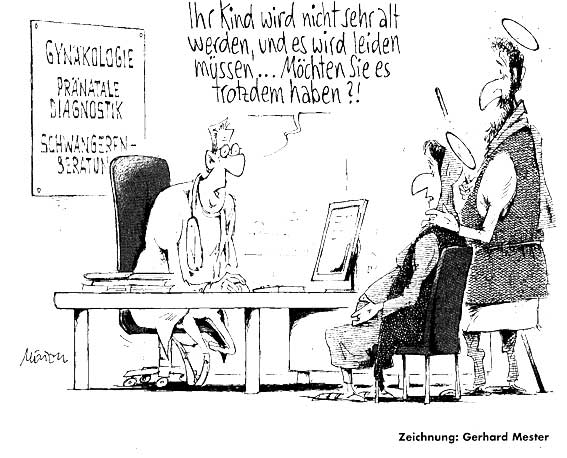 Ihr Kind wird nicht sehr alt
werden, und es wird leiden
müssen,... Möchten Sie es
trotzdem haben?!
GYNÄKOLOGIE
PRÄNATALE
DIAGNOSTIK
SCHWANGEREN-
BERATUN
Zeichnung: Gerhard Mester